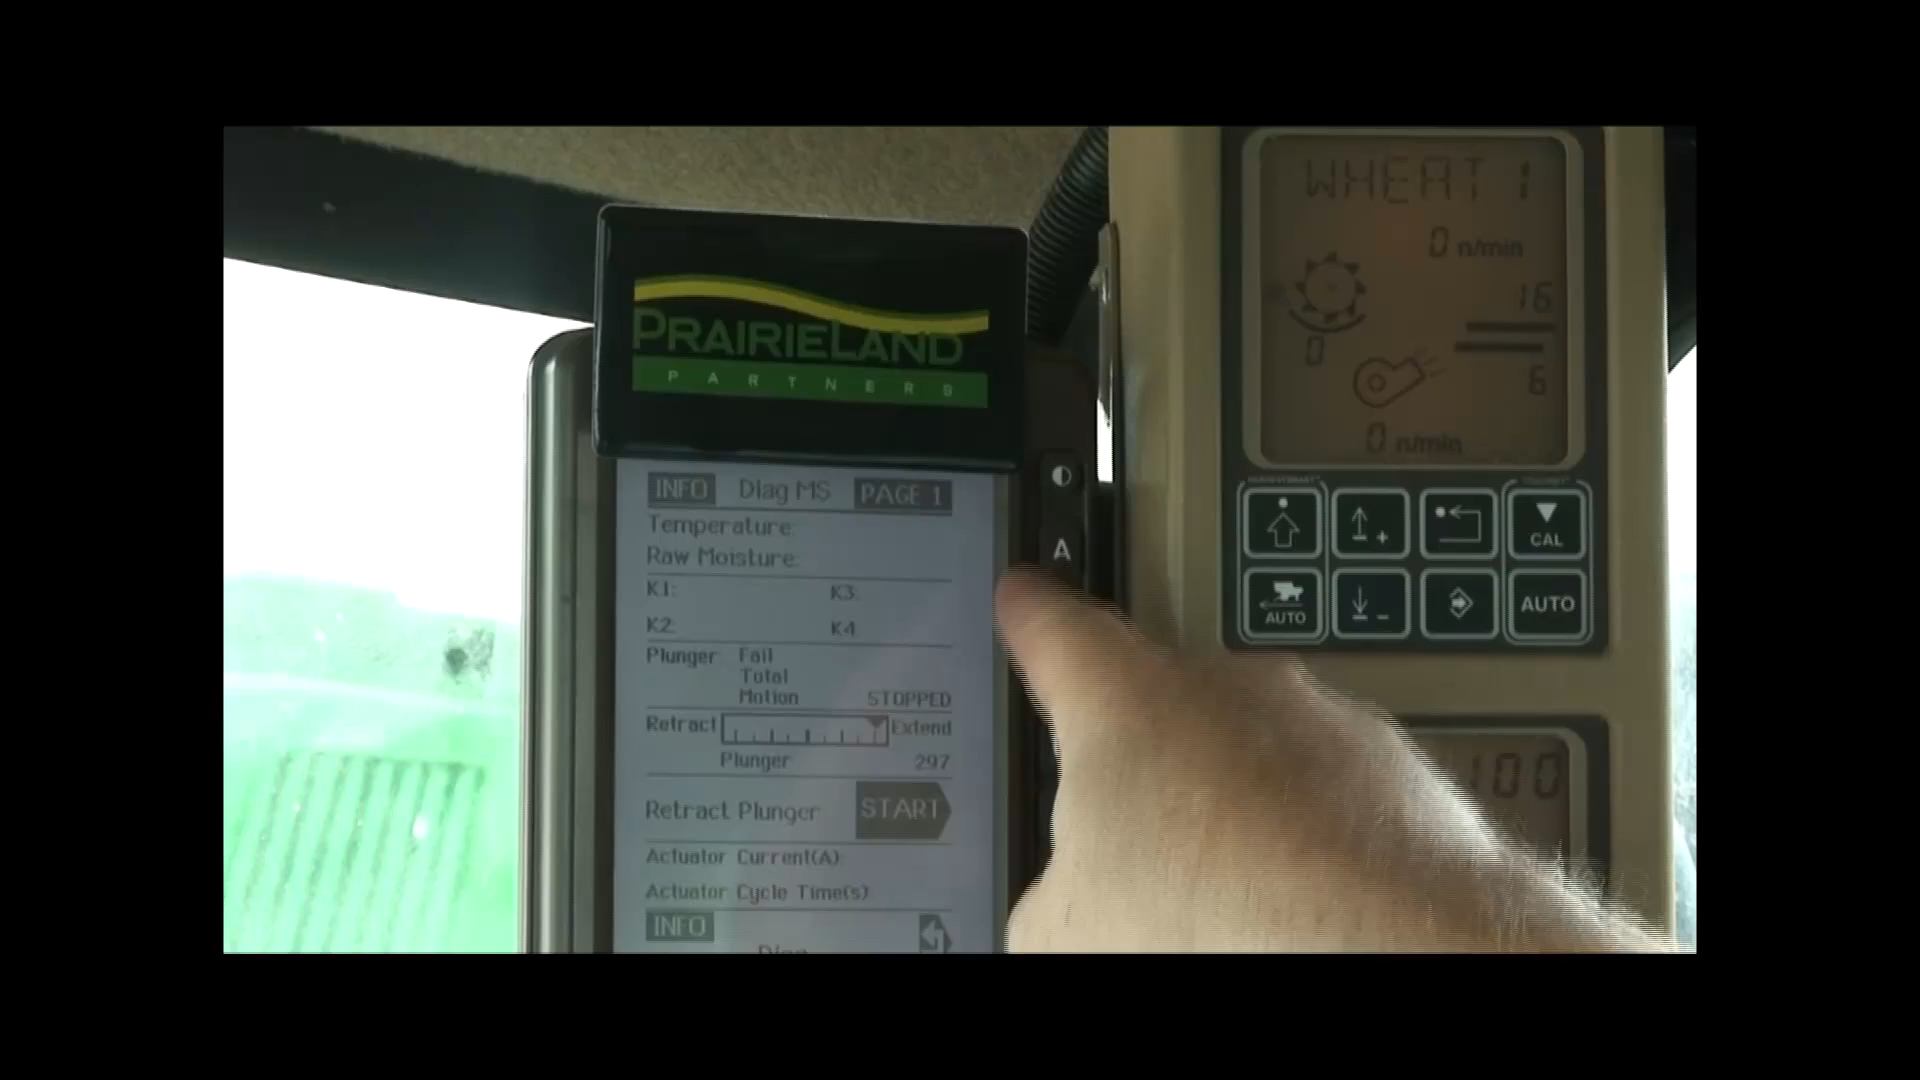 PRAIRIELAND
PARTNERS
INFO Diag MS PAGE 1
Temperature:
Raw Moisture:
K1: K3:
K2: K4:
Plunger: Fail
Total
Motion STOPPED
Retract Extend
Plunger 297
Retract Plunger START
Actuator Current(A):
Actuator Cycle Time(s):
INFO
Diag
A
WHEAT 1
0 n/min
16
0
6
0 n/min
CAL
AUTO
AUTO
100